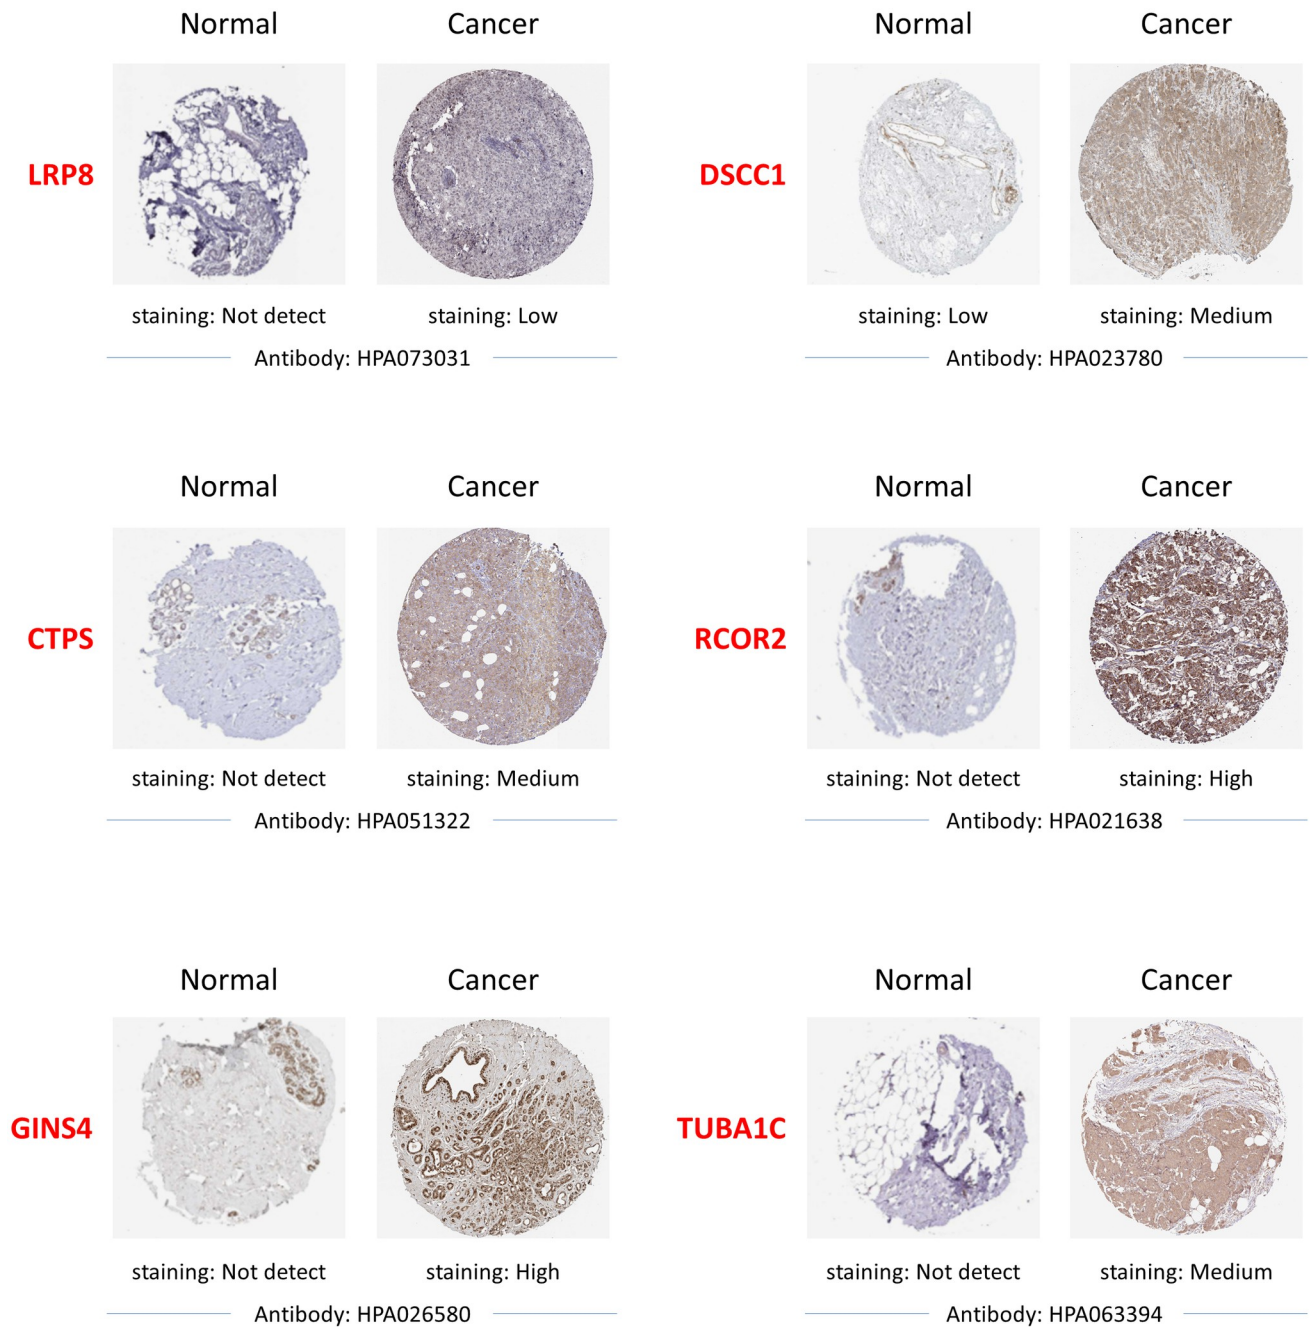 Normal Cancer
LRP8
staining: Not detect staining: Low
Antibody: HPA073031
Normal Cancer
DSCC1
staining: Low staining: Medium
Antibody: HPA023780
Normal Cancer
CTPS
staining: Not detect staining: Medium
Antibody: HPA051322
Normal Cancer
RCOR2
staining: Not detect staining: High
Antibody: HPA021638
Normal Cancer
GINS4
staining: Not detect staining: High
Antibody: HPA026580
Normal Cancer
TUBA1C
staining: Not detect staining: Medium
Antibody: HPA063394